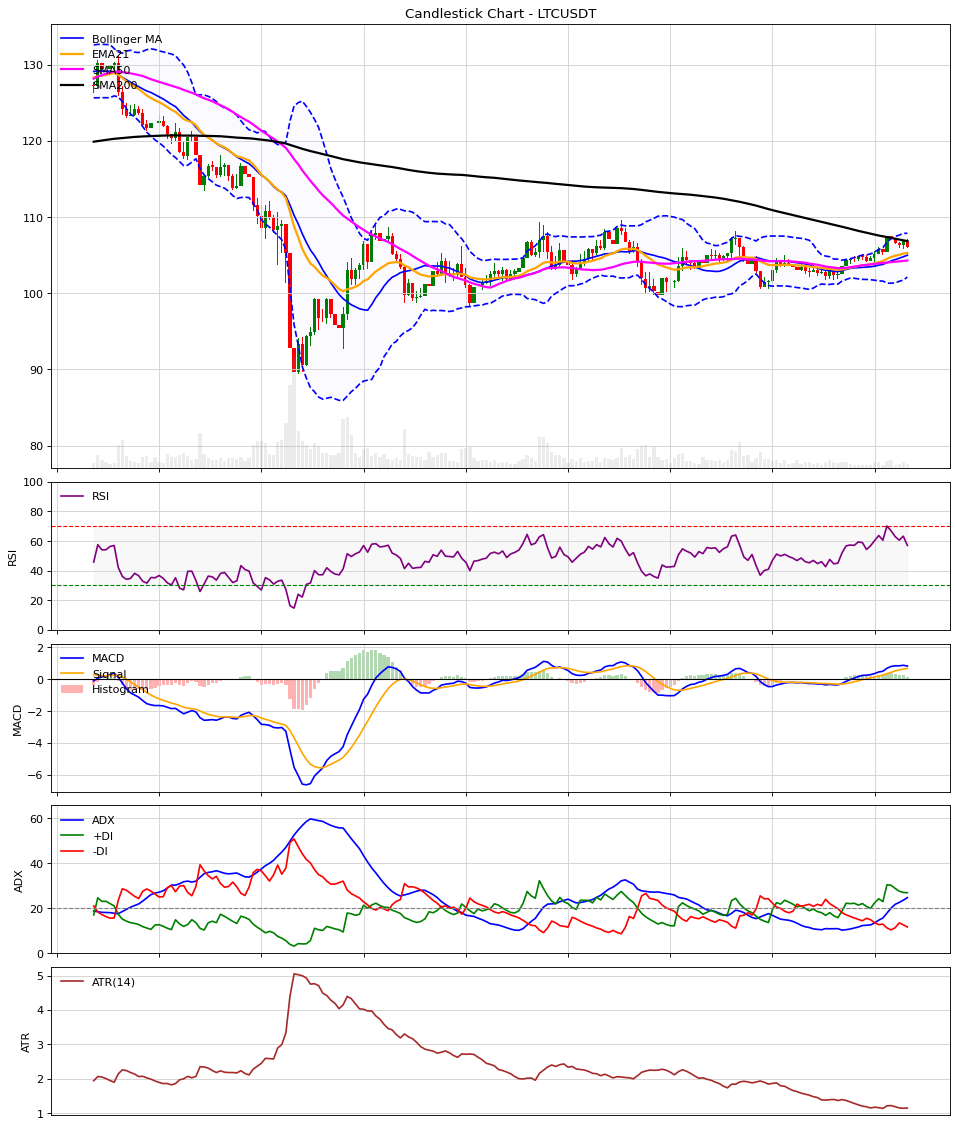 Candlestick Chart - LTCUSDT
Bollinger MA
EMA21
SMA50
SMA200
130
120
110
100
90
80
RSI
RSI
100
80
60
40
20
0
MACD
Signal
Histogram
MACD
2
0
−2
−4
−6
ADX
+DI
-DI
ADX
60
40
20
0
ATR(14)
ATR
5
4
3
2
1